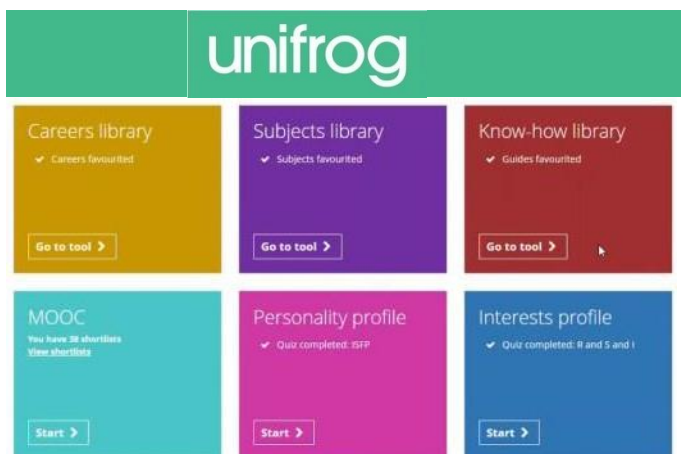 unifrog
Careers library
Careers favourited
Go to tool
Subjects library
Subjects favourited
Go to tool
Know-how library
Guides favourited
Go to tool
MOOC
You have 38 shortlists
View shortlists
Start
Personality profile
Quiz completed: ISFP
Start
Interests profile
Quiz completed: R and S and I
Start